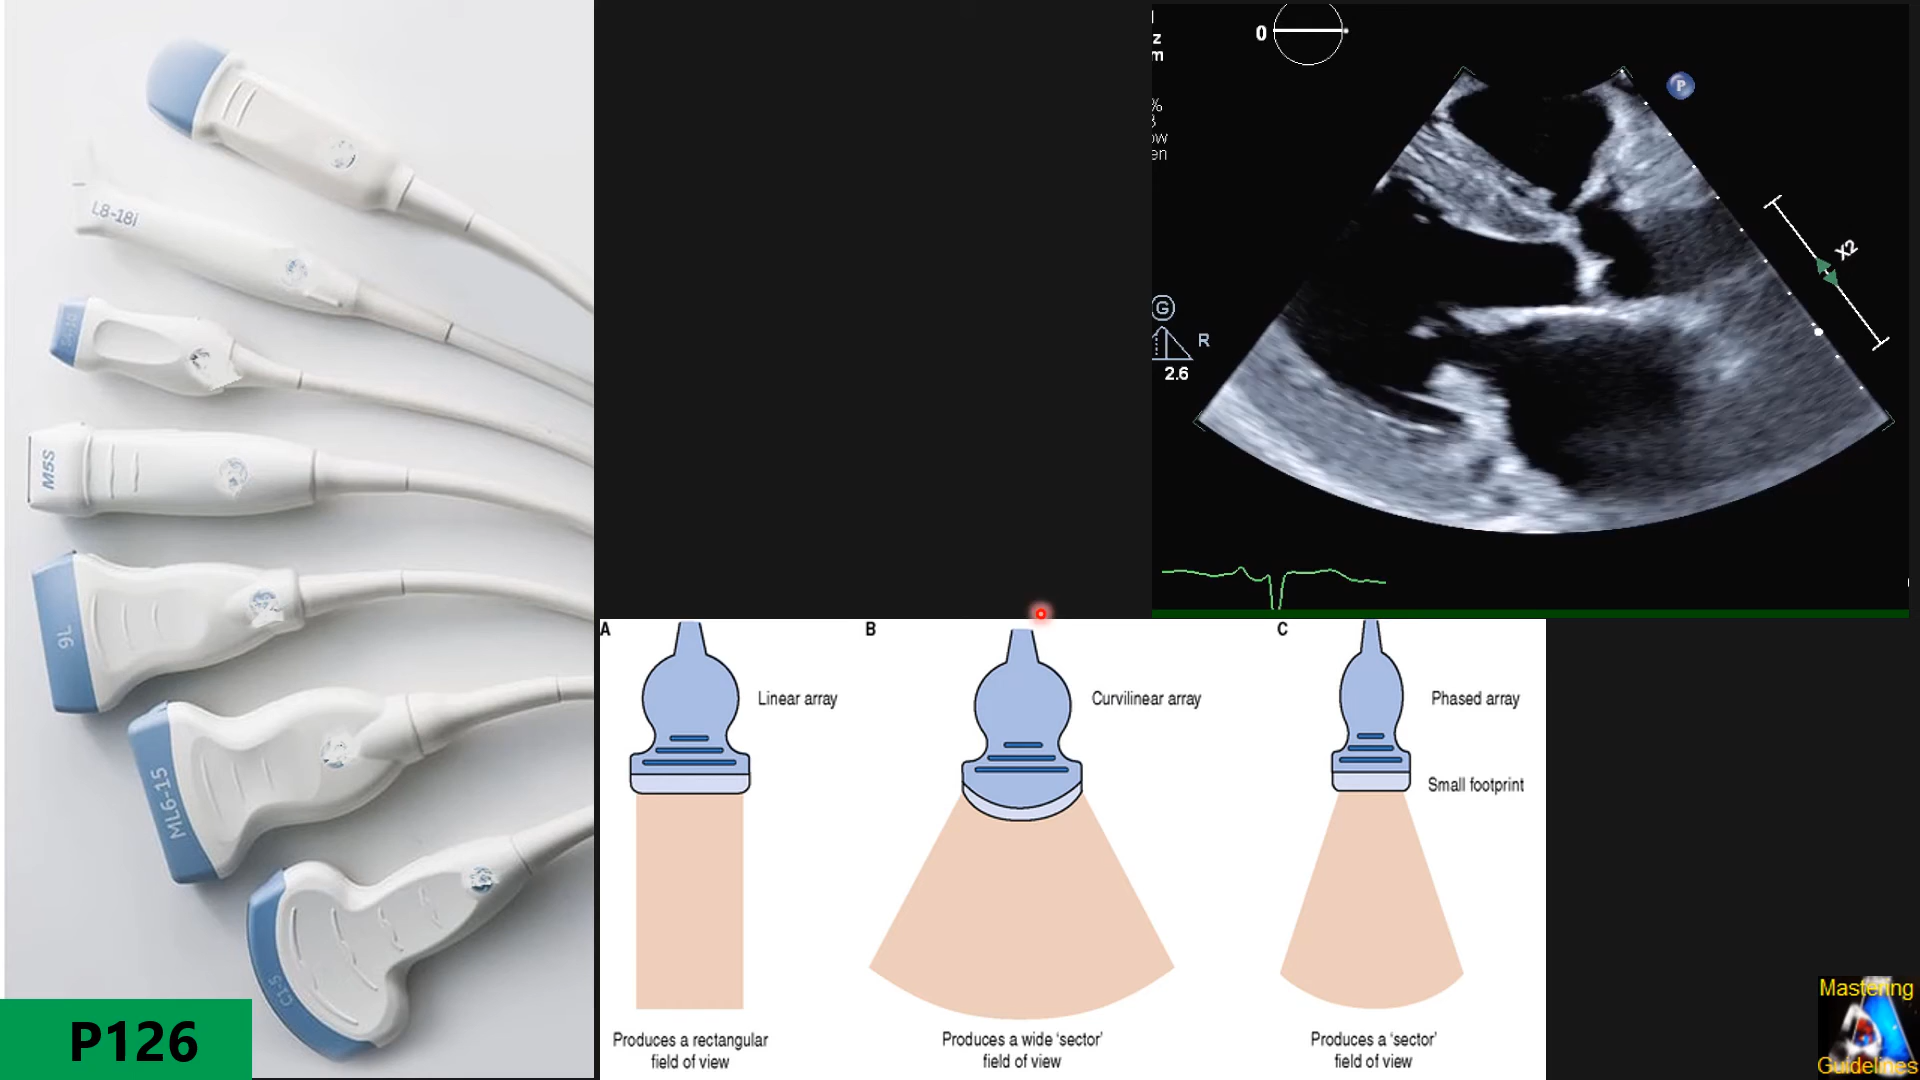 L8-18i
M5S
9L
ML6-15
C1-5
P126
z
m
%
ow
en
0
P
X2
G
R
2.6
A
Linear array
Produces a rectangular
field of view
B
Curvilinear array
Produces a wide ‘sector’
field of view
C
Phased array
Small footprint
Produces a ‘sector’
field of view
Mastering
Guidelines